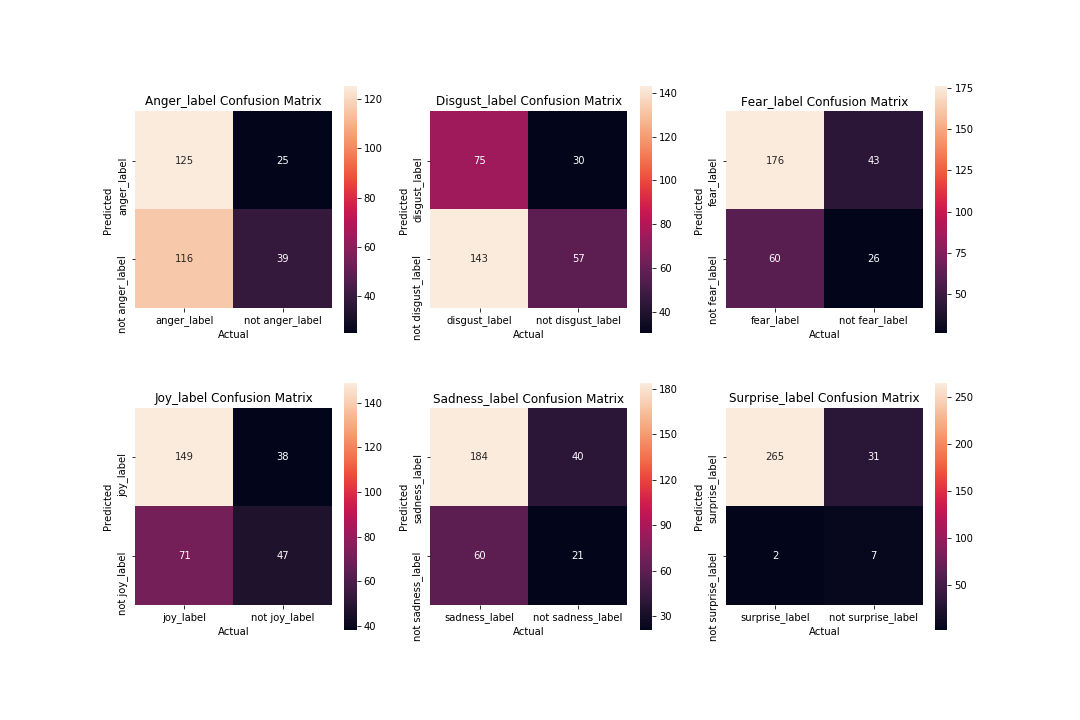 Anger_label Confusion Matrix
125 25
116 39
anger_label
not anger_label
Predicted
anger_label not anger_label
Actual
120
100
80
60
40
Disgust_label Confusion Matrix
75 30
143 57
disgust_label
not disgust_label
Predicted
disgust_label not disgust_label
Actual
140
120
100
80
60
40
Fear_label Confusion Matrix
176 43
60 26
fear_label
not fear_label
Predicted
fear_label not fear_label
Actual
175
150
125
100
75
50
Joy_label Confusion Matrix
149 38
71 47
joy_label
not joy_label
Predicted
joy_label not joy_label
Actual
140
120
100
80
60
40
Sadness_label Confusion Matrix
184 40
60 21
sadness_label
not sadness_label
Predicted
sadness_label not sadness_label
Actual
180
150
120
90
60
30
Surprise_label Confusion Matrix
265 31
2 7
surprise_label
not surprise_label
Predicted
surprise_label not surprise_label
Actual
250
200
150
100
50